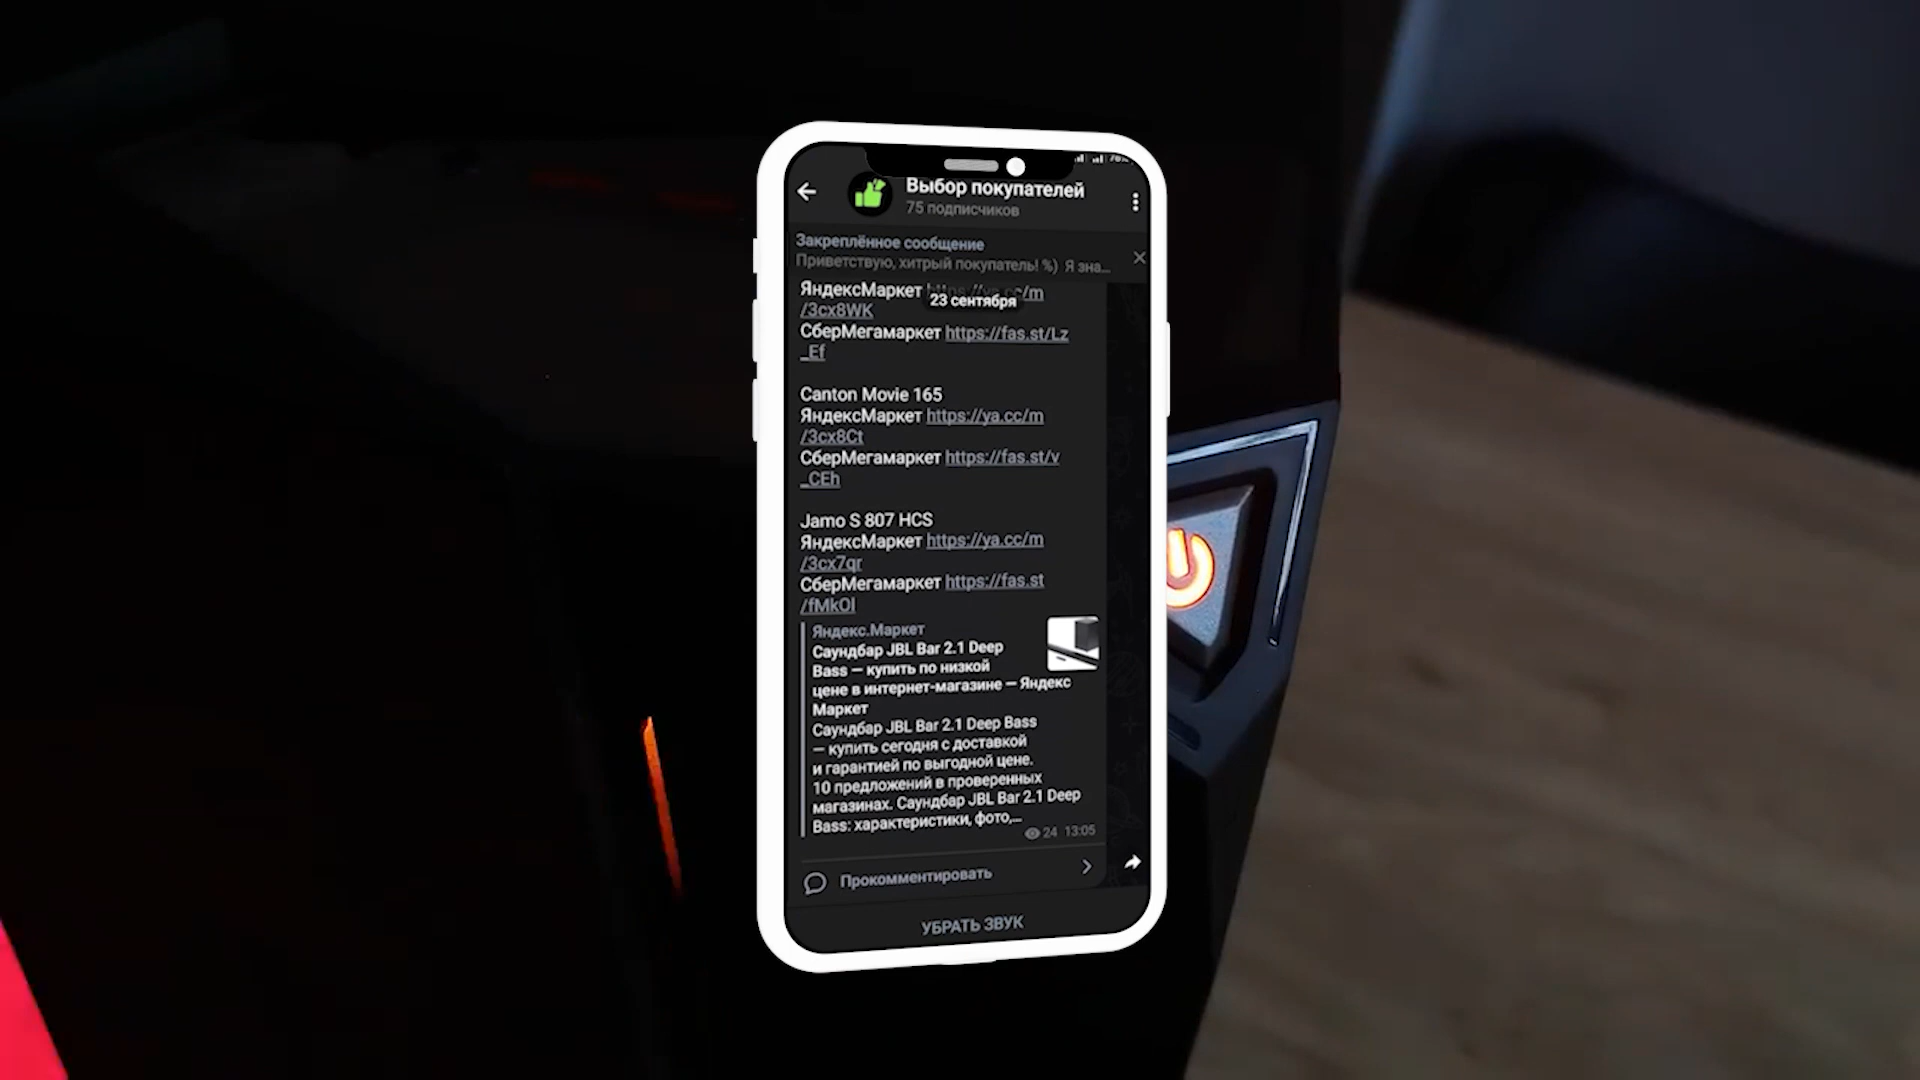 Выбор покупателей
75 подписчиков
Закреплённое сообщение
Приветствую, хитрый покупатель! %) Я зна...
ЯндексМаркет https://ya.cc/m
23 сентября
/3cx8WK
СберМегамаркет https://fas.st/Lz
_Ef
Canton Movie 165
ЯндексМаркет https://ya.cc/m
/3cx8Ct
СберМегамаркет https://fas.st/v
_CEh
Jamo S 807 HCS
ЯндексМаркет https://ya.cc/m
/3cx7qr
СберМегамаркет https://fas.st
/fMkOl
Яндекс.Маркет
Саундбар JBL Bar 2.1 Deep
Bass — купить по низкой
цене в интернет-магазине — Яндекс
Маркет
Саундбар JBL Bar 2.1 Deep Bass
— купить сегодня с доставкой
и гарантией по выгодной цене.
10 предложений в проверенных
магазинах. Саундбар JBL Bar 2.1 Deep
Bass: характеристики, фото,...
24 13:05
Прокомментировать
УБРАТЬ ЗВУК